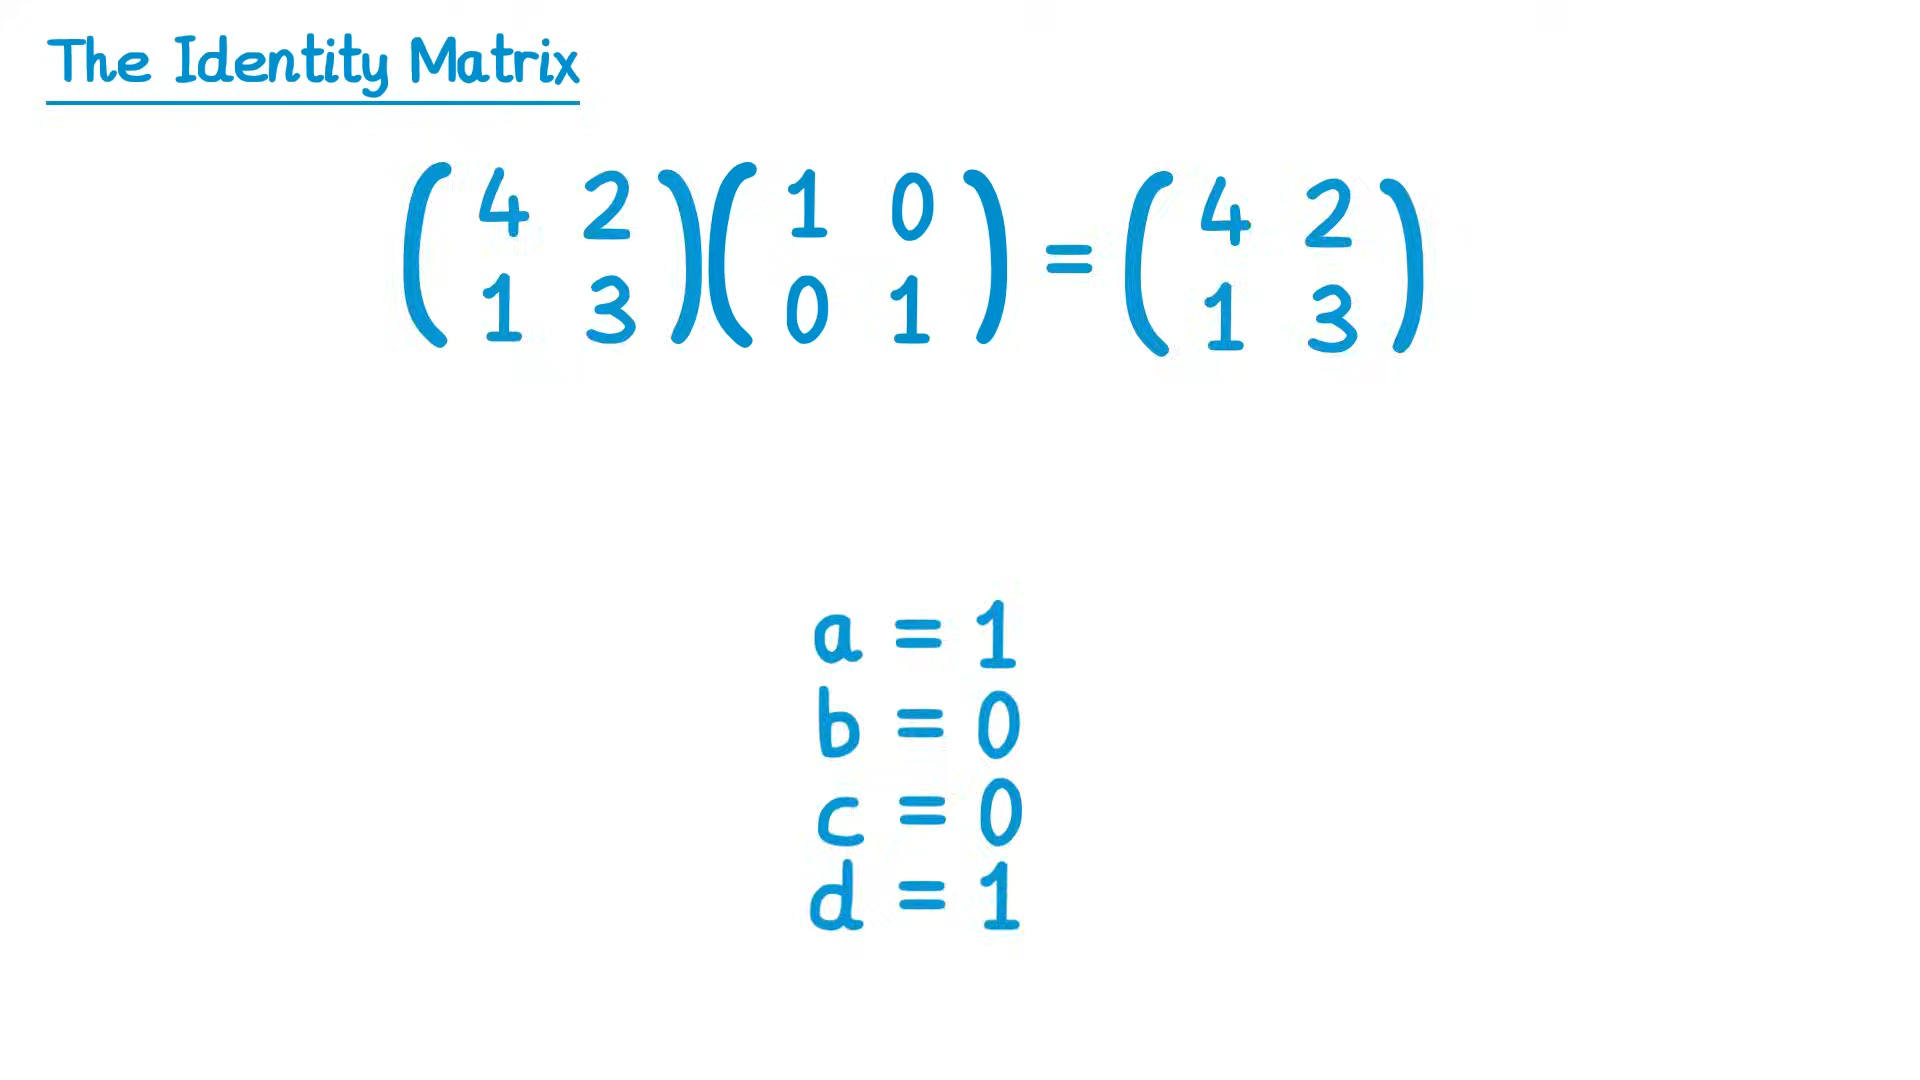 The Identity Matrix
(4 2)(1 0) = (4 2)
(1 3)(0 1) (1 3)
a = 1
b = 0
c = 0
d = 1